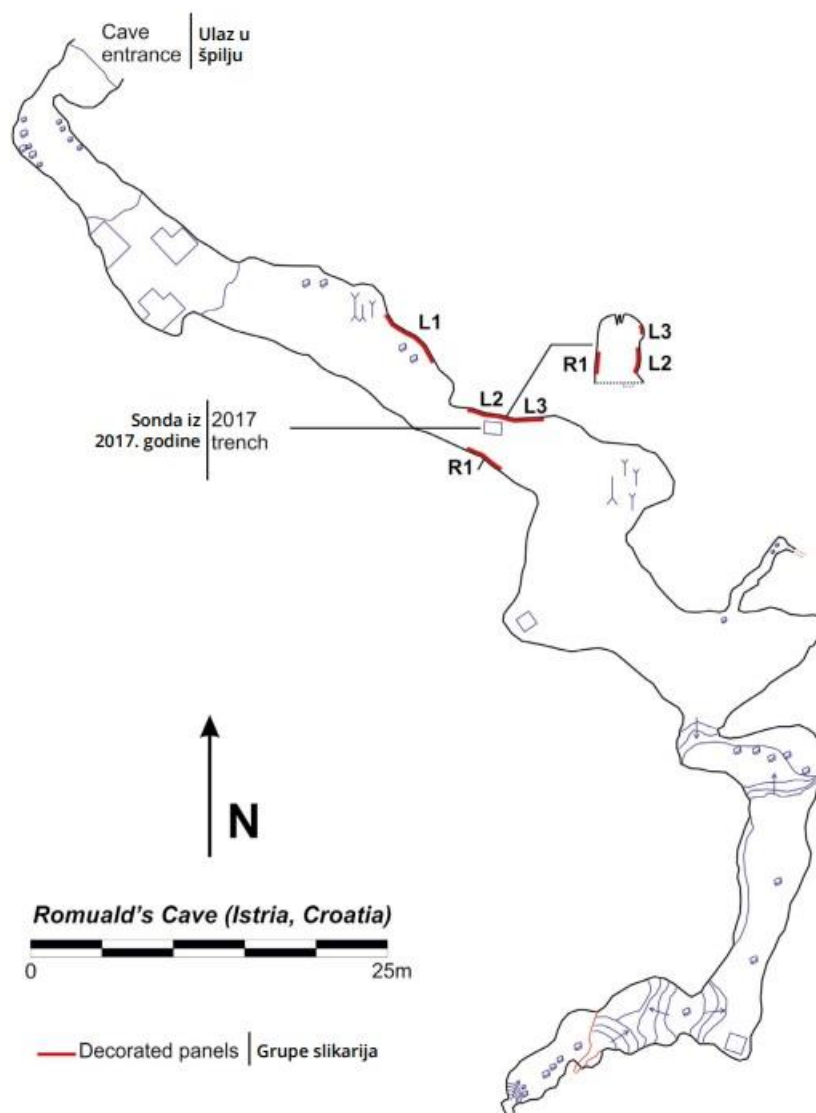 Cave
entrance
Ulaz u
špilju
L1
L3
R1
L2
L2
L3
Sonda iz
2017. godine
2017
trench
R1
N
Romuald's Cave (Istria, Croatia)
0
25m
Decorated panels
Grupe slikarija